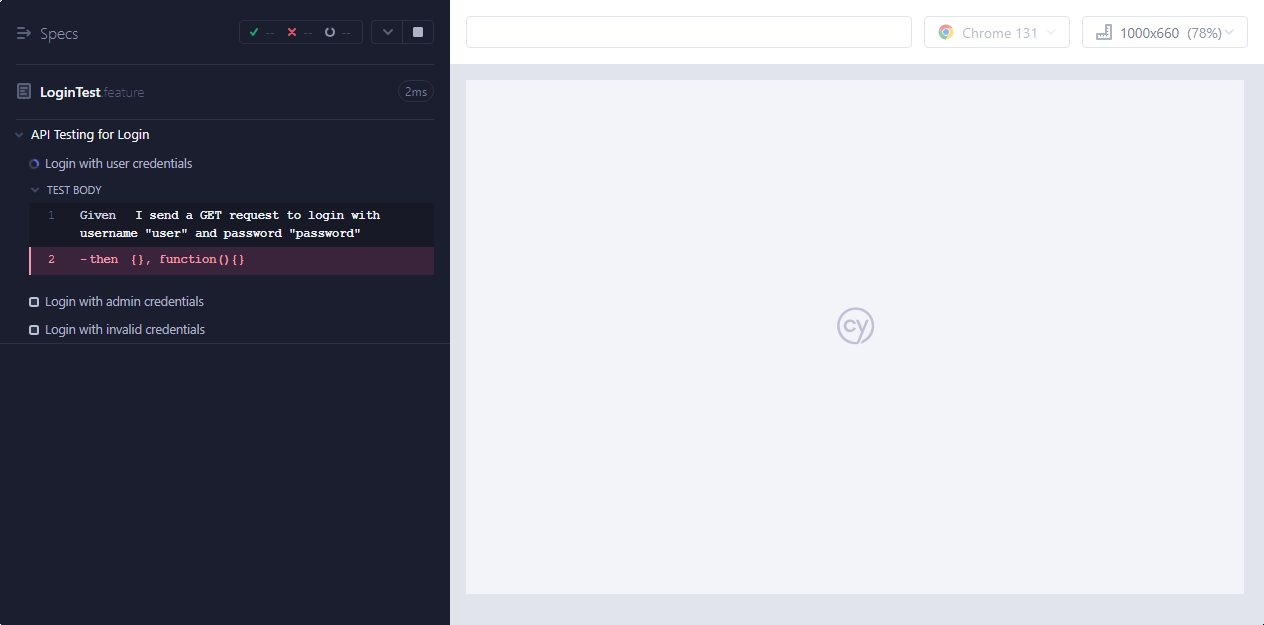 Specs
-- -- --
LoginTest feature
2ms
API Testing for Login
Login with user credentials
TEST BODY
1 Given I send a GET request to login with
username "user" and password "password"
2 -then {}, function(){}
Login with admin credentials
Login with invalid credentials
Chrome 131
1000x660 (78%)
cy